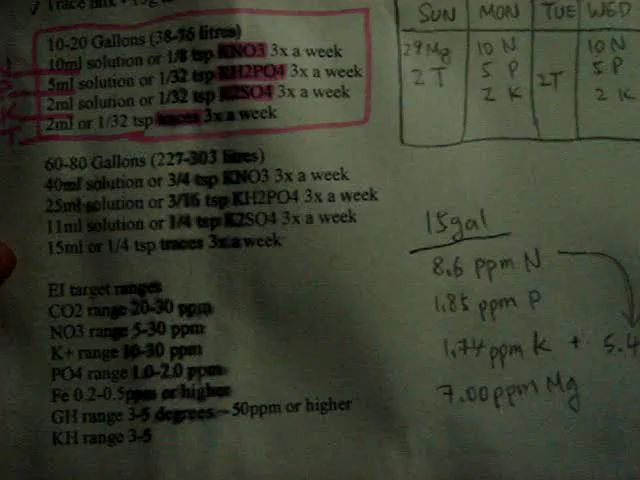 Trace mix
10-20 Gallons (38-76 litres)
10ml solution or 1/8 tsp KNO3 3x a week
5ml solution or 1/32 tsp KH2PO4 3x a week
2ml solution or 1/32 tsp K2SO4 3x a week
2ml or 1/32 tsp traces 3x a week
60-80 Gallons (227-303 litres)
40ml solution or 3/4 tsp KNO3 3x a week
25ml solution or 3/16 tsp KH2PO4 3x a week
11ml solution or 1/4 tsp K2SO4 3x a week
15ml or 1/4 tsp traces 3x a week
EI target ranges
CO2 range 20-30 ppm
NO3 range 5-30 ppm
K+ range 10-30 ppm
PO4 range 1.0-2.0 ppm
Fe 0.2-0.5ppm or higher
GH range 3-5 degrees – 50ppm or higher
KH range 3-5
SUN MON TUE WED
29Mg 10 N 10 N
2 T 5 P 2T 5 P
2 K 2 K
15gal
8.6 ppm N
1.85 ppm P
1.74 ppm K + 5.4
7.00ppm Mg